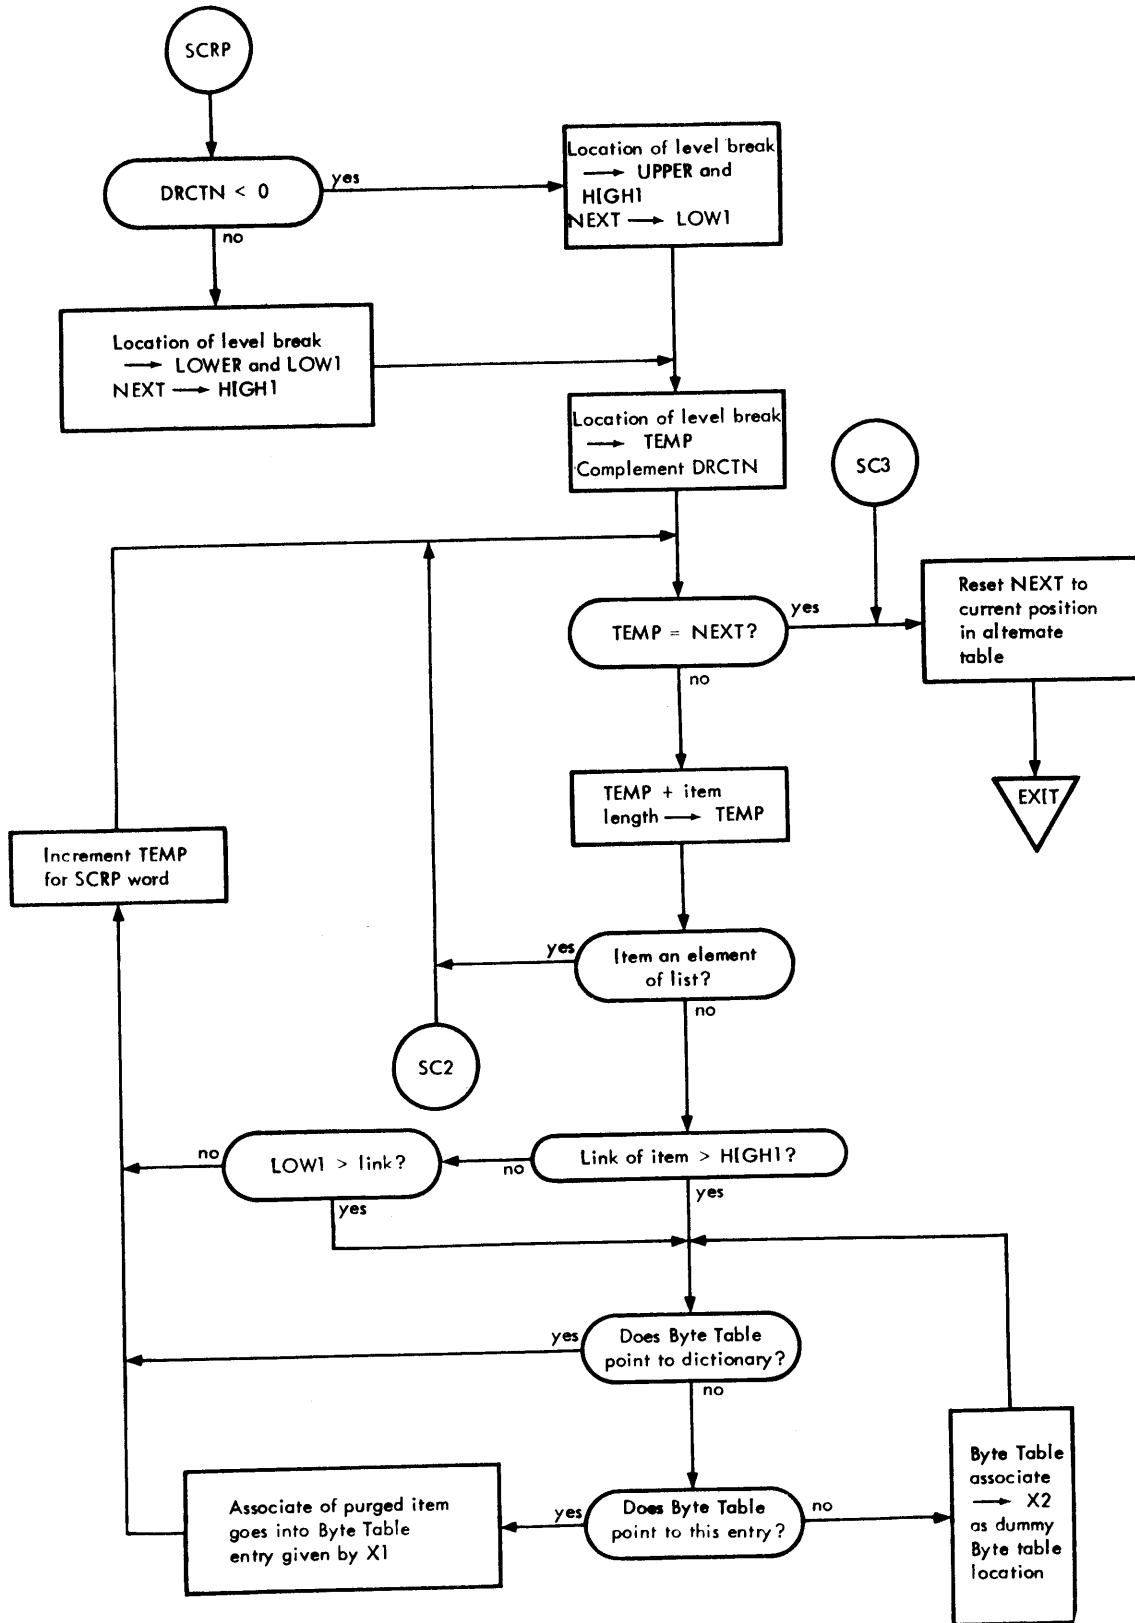 SCRP
DRCTN < 0
yes
no
Location of level break
→ UPPER and
HIGH1
NEXT → LOW1
Location of level break
→ LOWER and LOW1
NEXT → HIGH1
Location of level break
→ TEMP
Complement DRCTN
SC3
TEMP = NEXT?
yes
no
Reset NEXT to
current position
in alternate
table
EXIT
TEMP + item
length → TEMP
Increment TEMP
for SCRP word
Item an element
of list?
yes
no
SC2
Link of item > HIGH1?
no
yes
LOW1 > link?
no
yes
Does Byte Table
point to dictionary?
yes
no
Does Byte Table
point to this entry?
yes
no
Associate of purged item
goes into Byte Table
entry given by X1
Byte Table
associate
→ X2
as dummy
Byte table
location